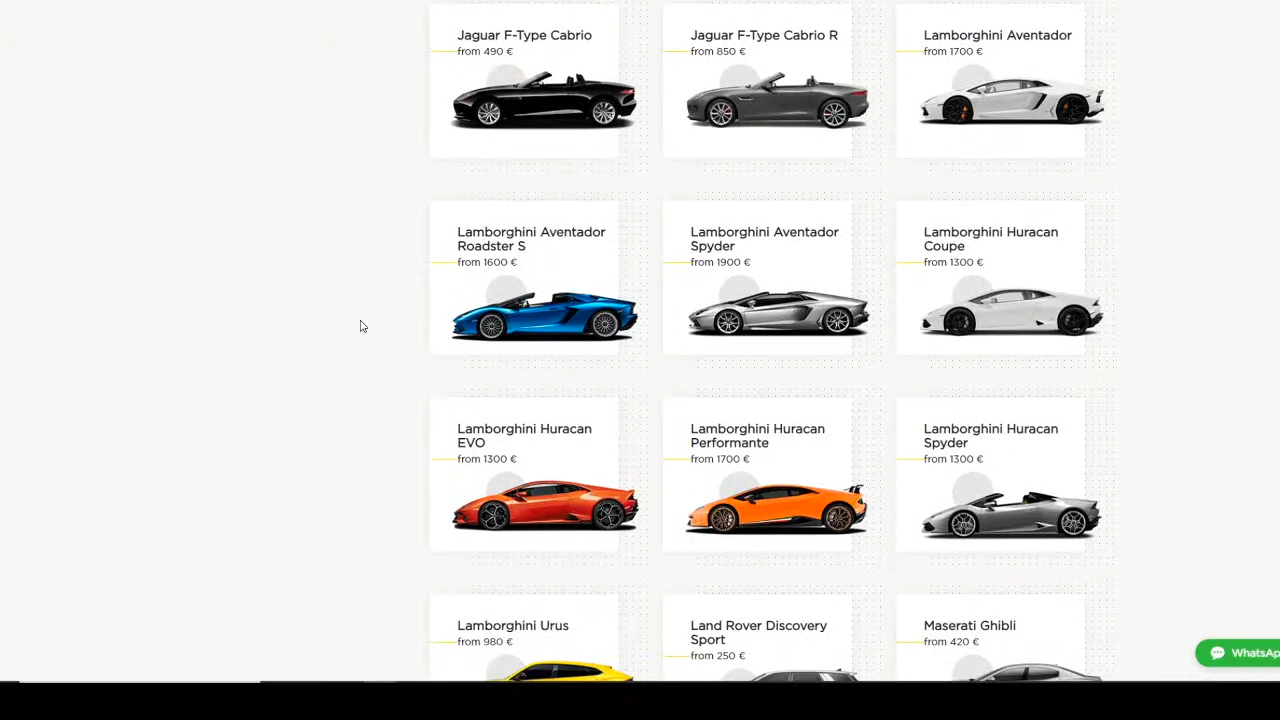 Jaguar F-Type Cabrio
from 490 €
Jaguar F-Type Cabrio R
from 850 €
Lamborghini Aventador
from 1700 €
Lamborghini Aventador
Roadster S
from 1600 €
Lamborghini Aventador
Spyder
from 1900 €
Lamborghini Huracan
Coupe
from 1300 €
Lamborghini Huracan
EVO
from 1300 €
Lamborghini Huracan
Performante
from 1700 €
Lamborghini Huracan
Spyder
from 1300 €
Lamborghini Urus
from 980 €
Land Rover Discovery
Sport
from 250 €
Maserati Ghibli
from 420 €
WhatsAp